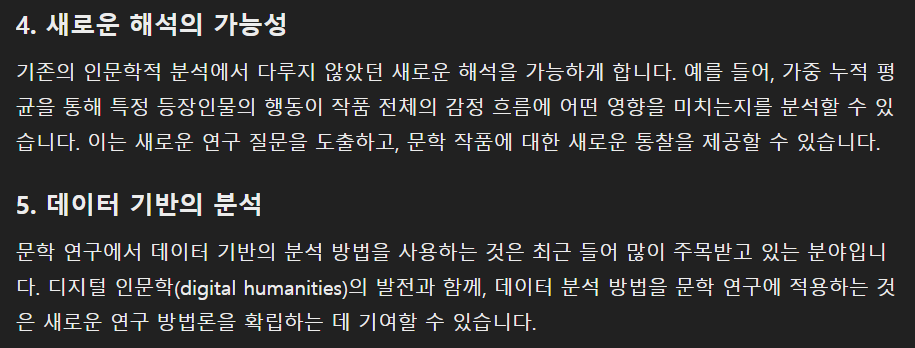 4. 새로운 해석의 가능성
기존의 인문학적 분석에서 다루지 않았던 새로운 해석을 가능하게 합니다. 예를 들어, 가중 누적 평
균을 통해 특정 등장인물의 행동이 작품 전체의 감정 흐름에 어떤 영향을 미치는지를 분석할 수 있
습니다. 이는 새로운 연구 질문을 도출하고, 문학 작품에 대한 새로운 통찰을 제공할 수 있습니다.
5. 데이터 기반의 분석
문학 연구에서 데이터 기반의 분석 방법을 사용하는 것은 최근 들어 많이 주목받고 있는 분야입니
다. 디지털 인문학(digital humanities)의 발전과 함께, 데이터 분석 방법을 문학 연구에 적용하는 것
은 새로운 연구 방법론을 확립하는 데 기여할 수 있습니다.